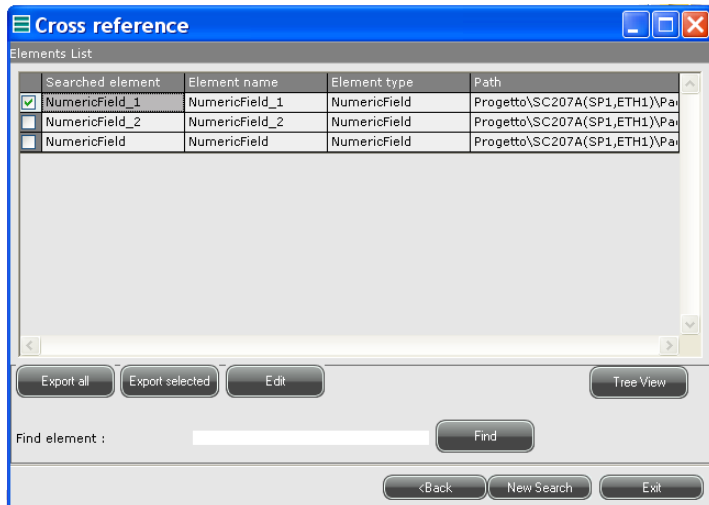 Cross reference
Elements List
Searched element Element name Element type Path
NumericField_1 NumericField_1 NumericField Progetto\SC207A(SP1,ETH1)\Pa
NumericField_2 NumericField_2 NumericField Progetto\SC207A(SP1,ETH1)\Pa
NumericField NumericField NumericField Progetto\SC207A(SP1,ETH1)\Pa
Export all Export selected Edit Tree View
Find element : Find
<Back New Search Exit